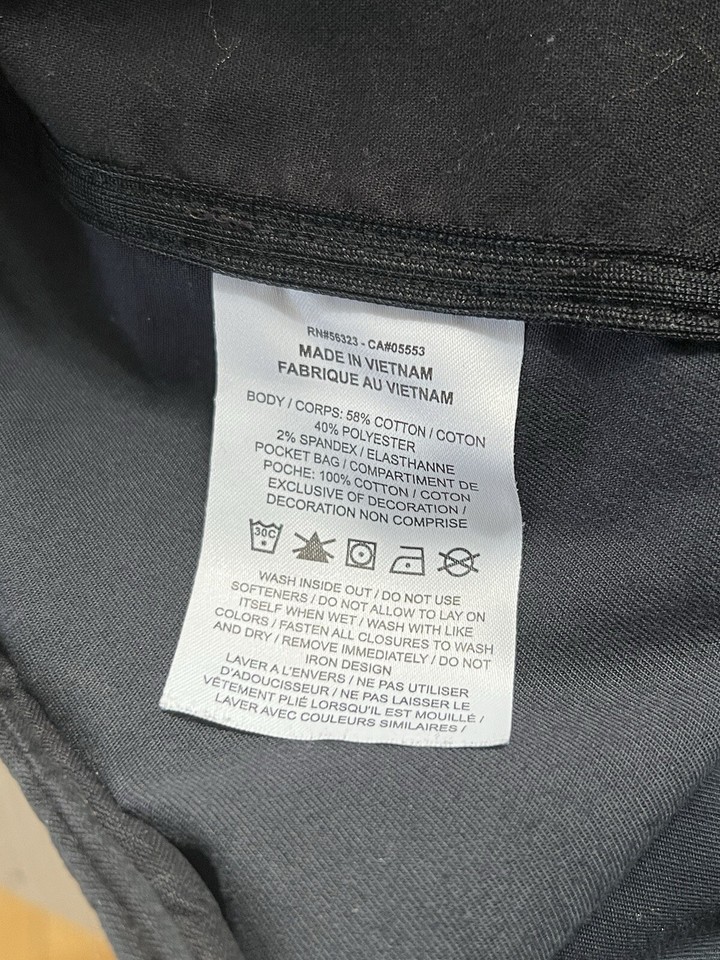 RN#56323 - CA#05553
MADE IN VIETNAM
FABRIQUE AU VIETNAM
BODY / CORPS: 58% COTTON / COTON
40% POLYESTER
2% SPANDEX / ELASTHANNE
POCKET BAG / COMPARTIMENT DE
POCHE: 100% COTTON / COTON
EXCLUSIVE OF DECORATION /
DECORATION NON COMPRISE
30C
WASH INSIDE OUT / DO NOT USE
SOFTENERS / DO NOT ALLOW TO LAY ON
ITSELF WHEN WET / WASH WITH LIKE
COLORS / FASTEN ALL CLOSURES TO WASH
AND DRY / REMOVE IMMEDIATELY / DO NOT
IRON DESIGN
LAVER A L'ENVERS / NE PAS UTILISER
D'ADOUCISSEUR / NE PAS LAISSER LE
VÊTEMENT PLIÉ LORSQU'IL EST MOUILLÉ /
LAVER AVEC COULEURS SIMILAIRES /